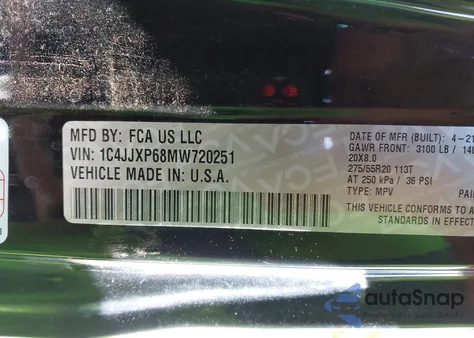 MFD BY: FCA US LLC
VIN: 1C4JJXP68MW720251
VEHICLE MADE IN: U.S.A.
DATE OF MFR (BUILT): 4-21
GAWR FRONT: 3100 LB / 140
20X8.0
275/55R20 113T
AT 250 kPa / 36 PSI
TYPE: MPV PAI
THIS VEHICLE CONFORMS TO A
STANDARDS IN EFFECT
autoSnap